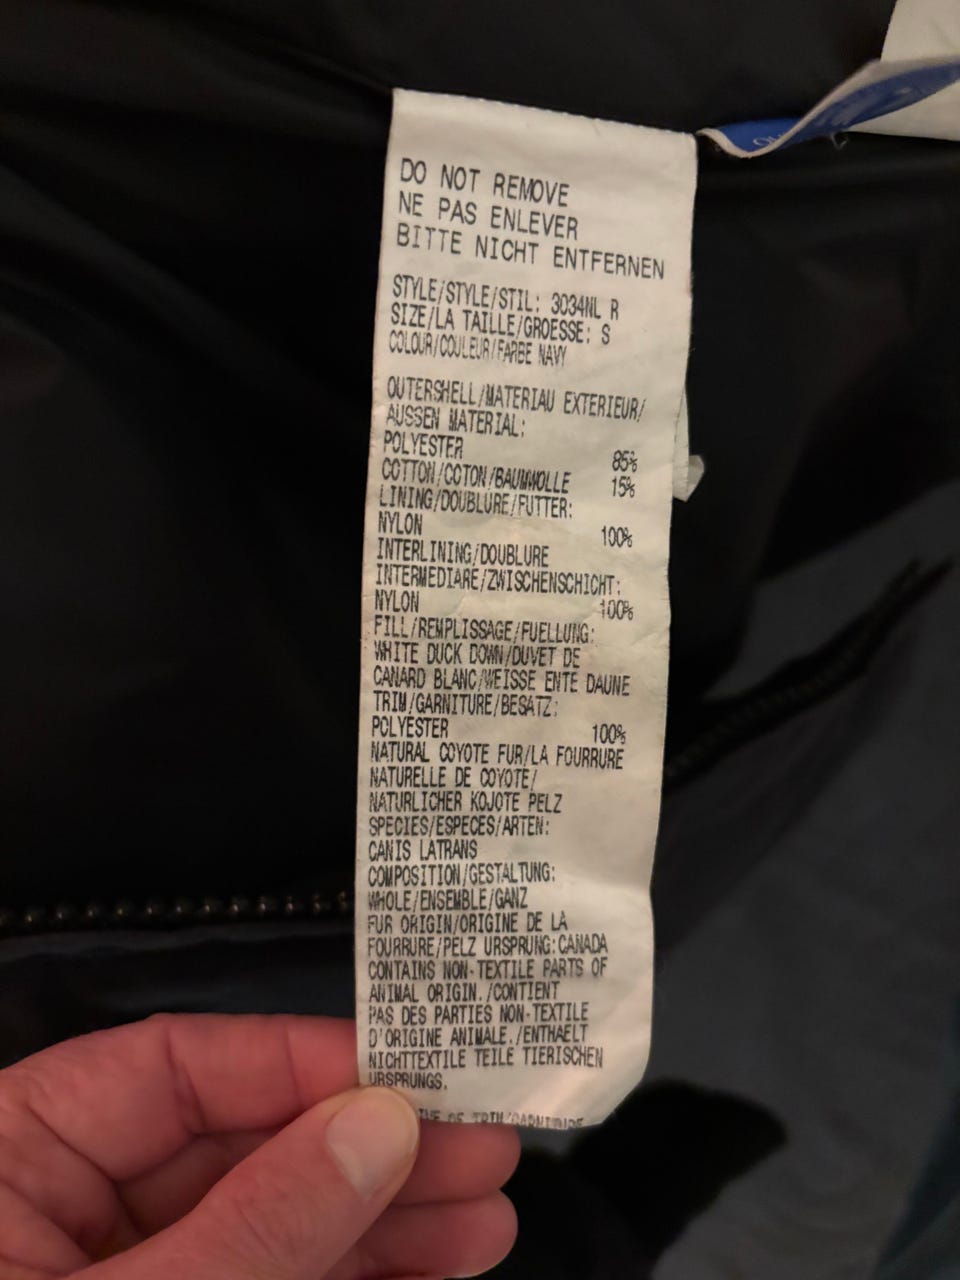 DO NOT REMOVE
NE PAS ENLEVER
BITTE NICHT ENTFERNEN
STYLE/STYLE/STIL: 3034NL R
SIZE/LA TAILLE/GROESSE: S
COLOUR/COULEUR/FARBE NAVY
OUTERSHELL/MATERIAU EXTERIEUR/
AUSSEN MATERIAL:
POLYESTER 85%
COTTON/COTON/BAUMWOLLE 15%
LINING/DOUBLURE/FUTTER:
NYLON 100%
INTERLINING/DOUBLURE
INTERMEDIARE/ZWISCHENSCHICHT:
NYLON 100%
FILL/REMPLISSAGE/FUELLUNG:
WHITE DUCK DOWN/DUVET DE
CANARD BLANC/WEISSE ENTE DAUNE
TRIM/GARNITURE/BESATZ:
POLYESTER 100%
NATURAL COYOTE FUR/LA FOURRURE
NATURELLE DE COYOTE/
NATURLICHER KOJOTE PELZ
SPECIES/ESPECES/ARTEN:
CANIS LATRANS
COMPOSITION/GESTALTUNG:
WHOLE/ENSEMBLE/GANZ
FUR ORIGIN/ORIGINE DE LA
FOURRURE/PELZ URSPRUNG:CANADA
CONTAINS NON-TEXTILE PARTS OF
ANIMAL ORIGIN./CONTIENT
PAS DES PARTIES NON-TEXTILE
D'ORIGINE ANIMALE./ENTHAELT
NICHTTEXTILE TEILE TIERISCHEN
URSPRUNGS.
OF TRIM/GARNITURE